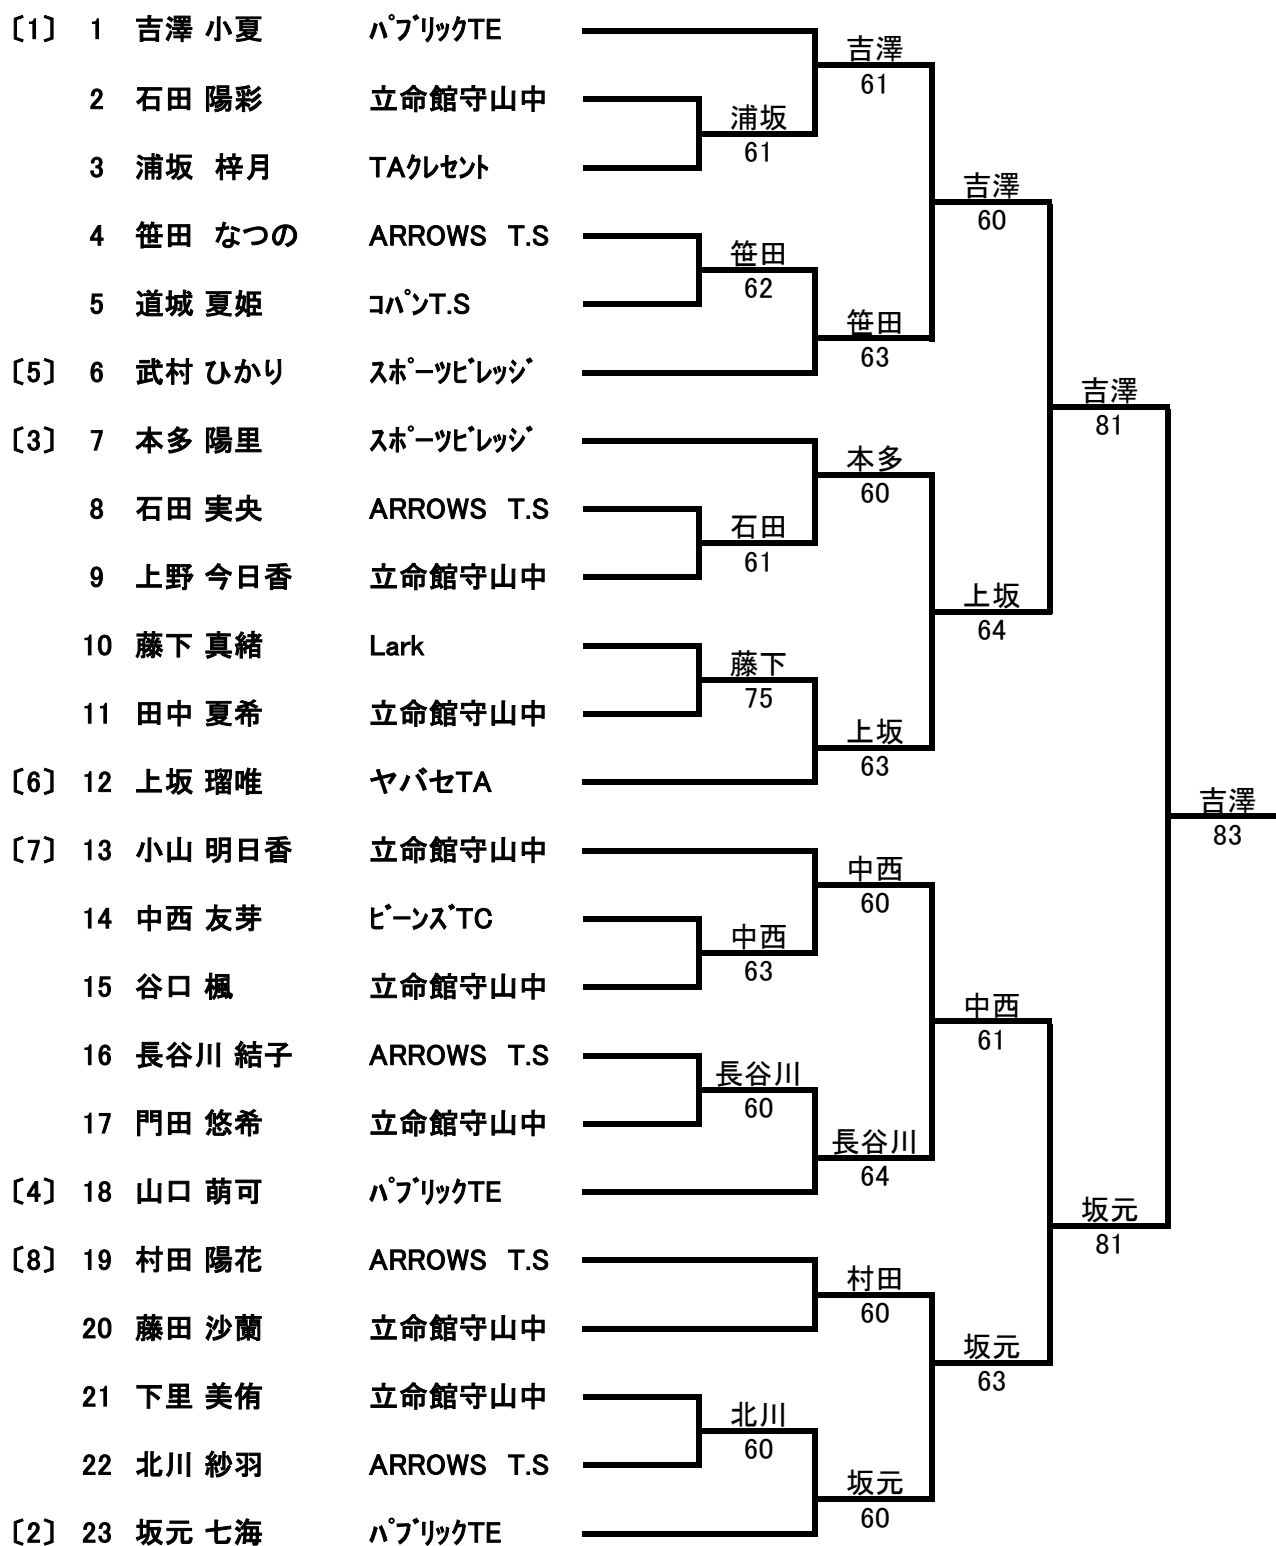 〔1〕 1 吉澤 小夏 ﾊﾟﾌﾞﾘｯｸTE
吉澤
61
2 石田 陽彩 立命館守山中
浦坂
61
3 浦坂 梓月 TAｸﾚｾﾝﾄ
吉澤
60
4 笹田 なつの ARROWS T.S
笹田
62
5 道城 夏姫 ｺﾊﾟﾝT.S
笹田
63
〔5〕 6 武村 ひかり ｽﾎﾟｰﾂﾋﾞﾚｯｼﾞ
吉澤
81
〔3〕 7 本多 陽里 ｽﾎﾟｰﾂﾋﾞﾚｯｼﾞ
本多
60
8 石田 実央 ARROWS T.S
石田
61
9 上野 今日香 立命館守山中
上坂
64
10 藤下 真緒 Lark
藤下
75
11 田中 夏希 立命館守山中
上坂
63
〔6〕 12 上坂 瑠唯 ヤバセTA
吉澤
83
〔7〕 13 小山 明日香 立命館守山中
中西
60
14 中西 友芽 ﾋﾞｰﾝｽﾞTC
中西
63
15 谷口 楓 立命館守山中
中西
61
16 長谷川 結子 ARROWS T.S
長谷川
60
17 門田 悠希 立命館守山中
長谷川
64
〔4〕 18 山口 萌可 ﾊﾟﾌﾞﾘｯｸTE
坂元
81
〔8〕 19 村田 陽花 ARROWS T.S
村田
60
20 藤田 沙蘭 立命館守山中
坂元
63
21 下里 美侑 立命館守山中
北川
60
22 北川 紗羽 ARROWS T.S
坂元
60
〔2〕 23 坂元 七海 ﾊﾟﾌﾞﾘｯｸTE